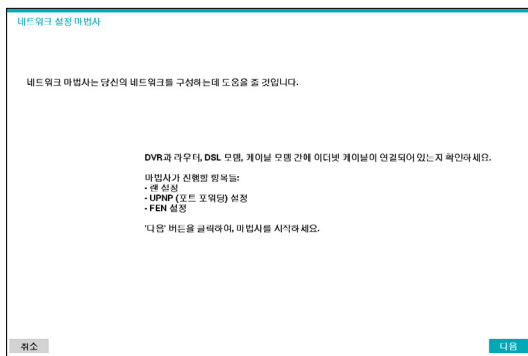 네트워크 설정 마법사
네트워크 마법사는 당신의 네트워크를 구성하는데 도움을 줄 것입니다.
DVR과 라우터, DSL 모뎀, 케이블 모뎀 간에 이더넷 케이블이 연결되어 있는지 확인하세요.
마법사가 진행할 항목들:
- 랜 설정
- UPNP (포트 포워딩) 설정
- FEN 설정
'다음' 버튼을 클릭하여, 마법사를 시작하세요.
취소
다음